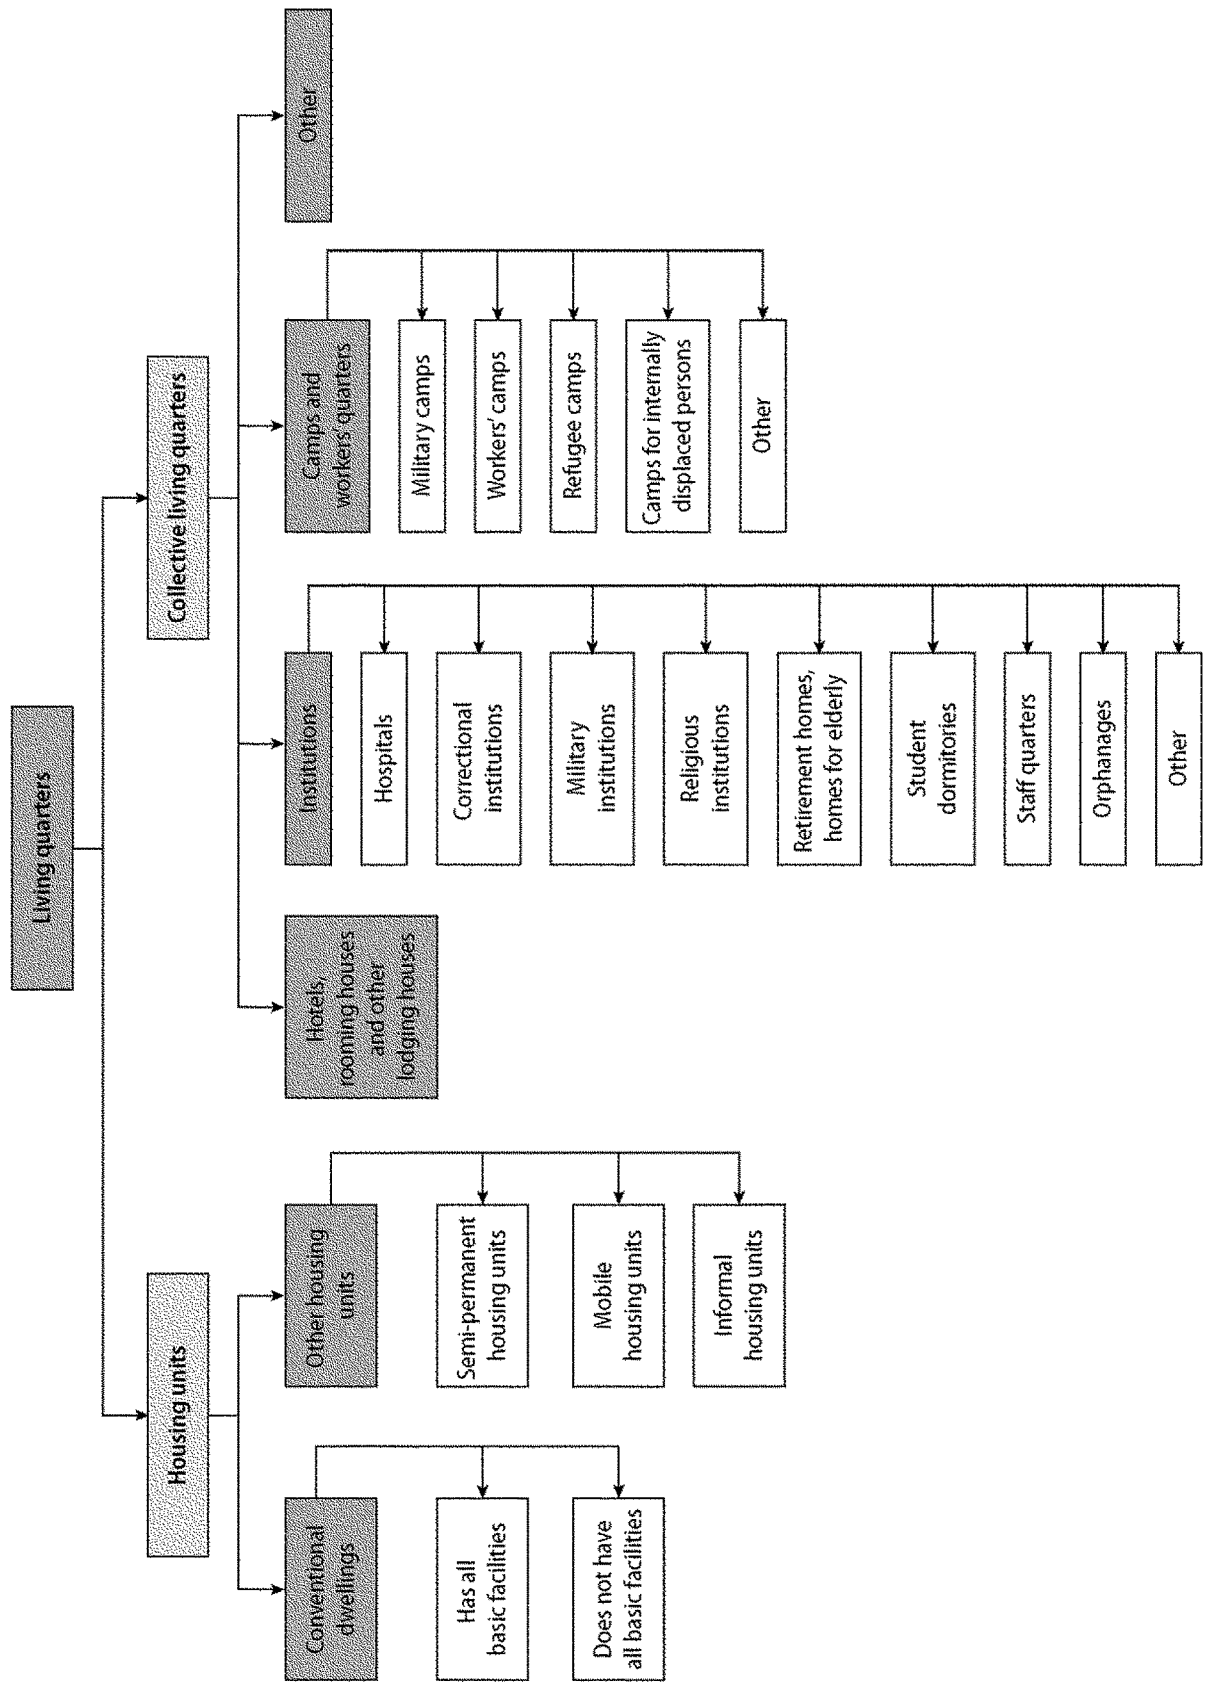 Living quarters
Housing units
Conventional
dwellings
Has all
basic facilities
Does not have
all basic facilities
Other housing
units
Semi-permanent
housing units
Mobile
housing units
Informal
housing units
Collective living quarters
Hotels,
rooming houses
and other
lodging houses
Institutions
Hospitals
Correctional
institutions
Military
institutions
Religious
institutions
Retirement homes,
homes for elderly
Student
dormitories
Staff quarters
Orphanages
Other
Camps and
workers' quarters
Military camps
Workers' camps
Refugee camps
Camps for internally
displaced persons
Other
Other